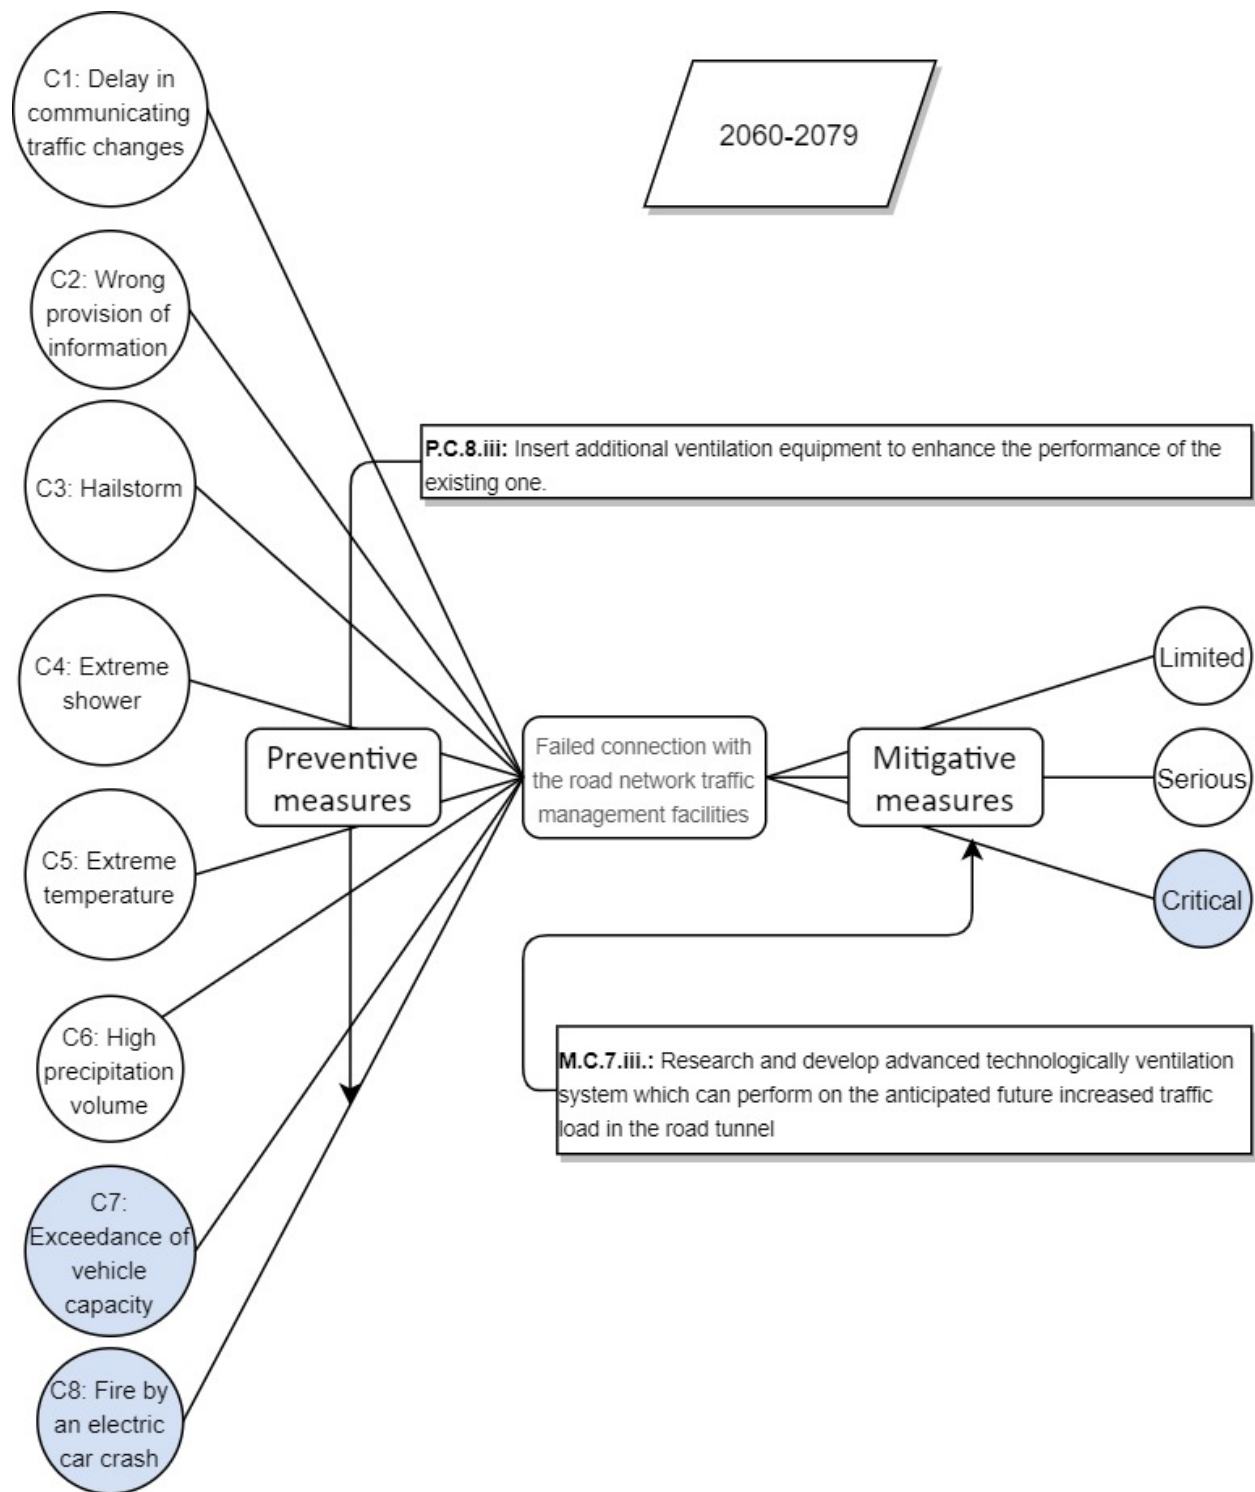 C1: Delay in
communicating
traffic changes
2060-2079
C2: Wrong
provision of
information
P.C.8.iii: Insert additional ventilation equipment to enhance the performance of the
existing one.
C3: Hailstorm
C4: Extreme
shower
Limited
Preventive
measures
Failed connection with
the road network traffic
management facilities
Mitigative
measures
Serious
C5: Extreme
temperature
Critical
C6: High
precipitation
volume
M.C.7.iii.: Research and develop advanced technologically ventilation
system which can perform on the anticipated future increased traffic
load in the road tunnel
C7:
Exceedance of
vehicle
capacity
C8: Fire by
an electric
car crash